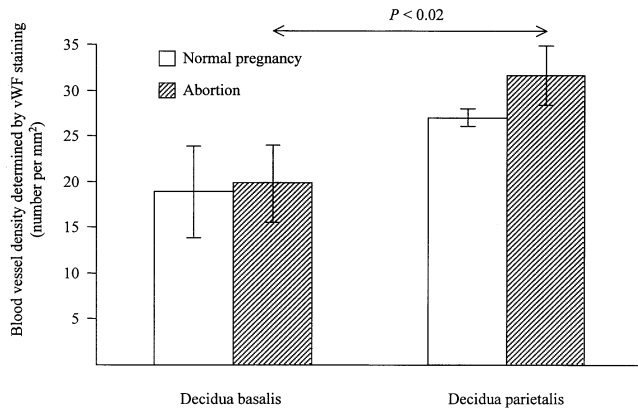 P < 0.02
Blood vessel density determined by vWF staining
(number per mm²)
35
30
25
20
15
10
5
Normal pregnancy
Abortion
Decidua basalis
Decidua parietalis